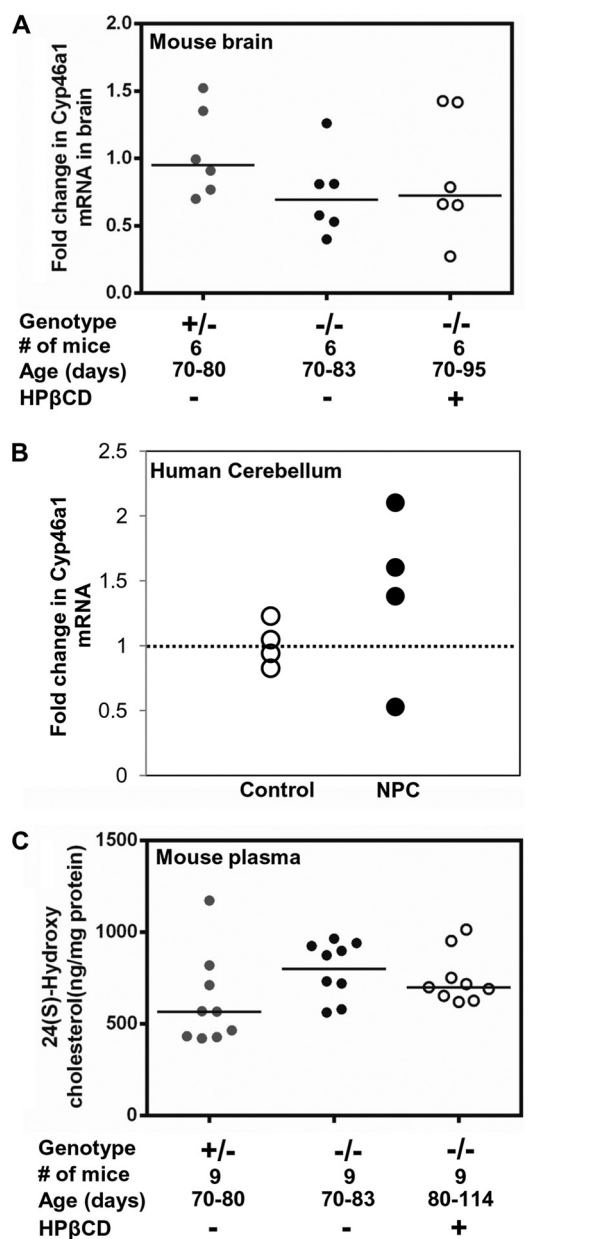 A
Mouse brain
Fold change in Cyp46a1
mRNA in brain
2.0
1.5
1.0
0.5
0.0
Genotype +/- -/- -/-
# of mice 6 6 6
Age (days) 70-80 70-83 70-95
HPβCD - - +
B
Human Cerebellum
Fold change in Cyp46a1
mRNA
2.5
2
1.5
1
0.5
0
Control NPC
C
Mouse plasma
24(S)-Hydroxy
cholesterol(ng/mg protein)
1500
1000
500
0
Genotype +/- -/- -/-
# of mice 9 9 9
Age (days) 70-80 70-83 80-114
HPβCD - - +